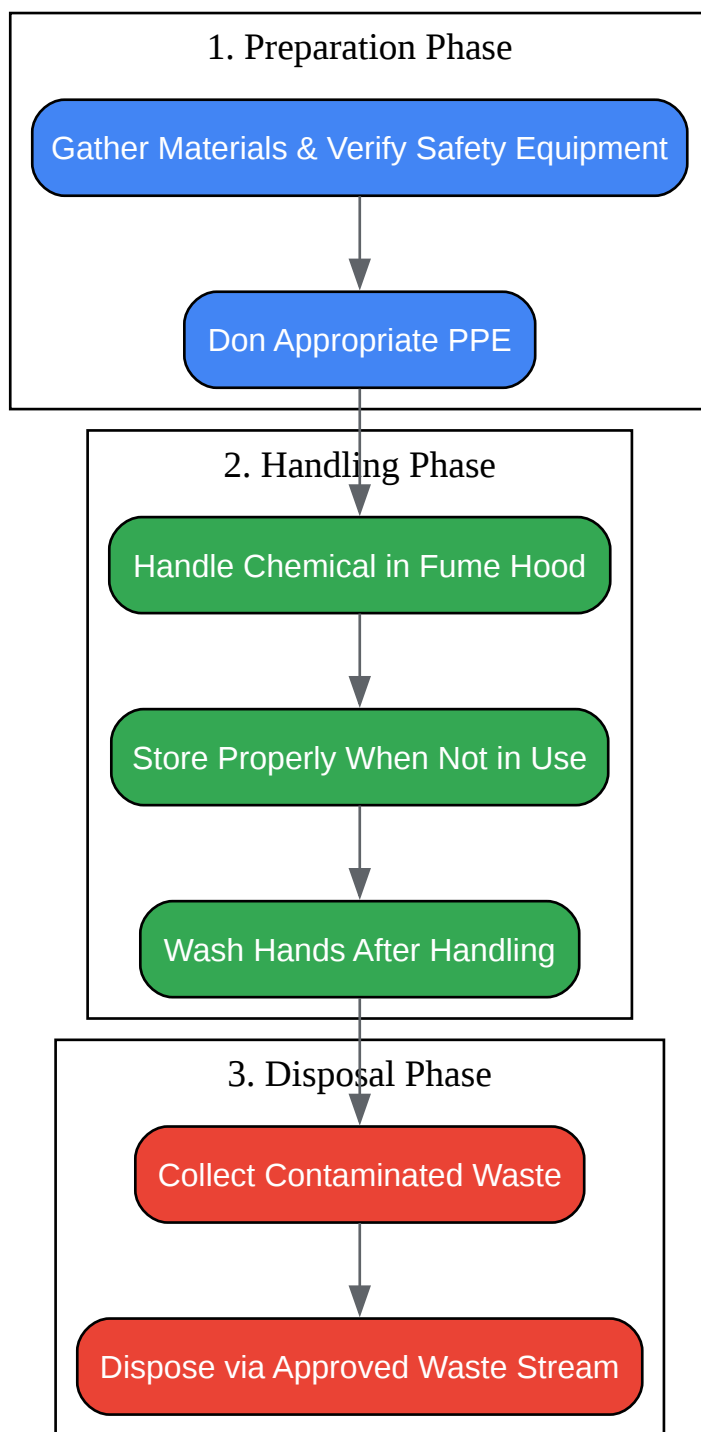 1. Preparation Phase
Gather Materials & Verify Safety Equipment
Don Appropriate PPE
2. Handling Phase
Handle Chemical in Fume Hood
Store Properly When Not in Use
Wash Hands After Handling
3. Disposal Phase
Collect Contaminated Waste
Dispose via Approved Waste Stream